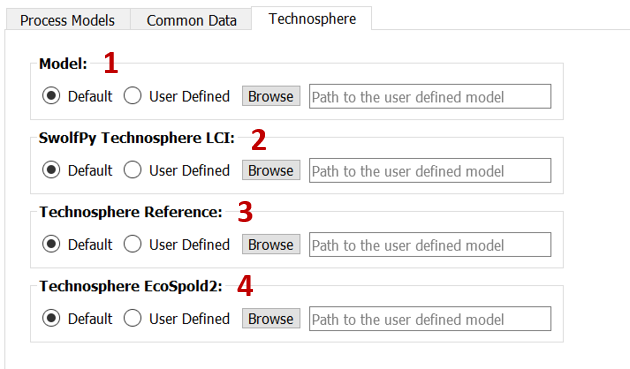 Process Models Common Data Technosphere
Model: 1
Default User Defined Browse Path to the user defined model
SwolfPy Technosphere LCI: 2
Default User Defined Browse Path to the user defined model
Technosphere Reference: 3
Default User Defined Browse Path to the user defined model
Technosphere EcoSpold2: 4
Default User Defined Browse Path to the user defined model